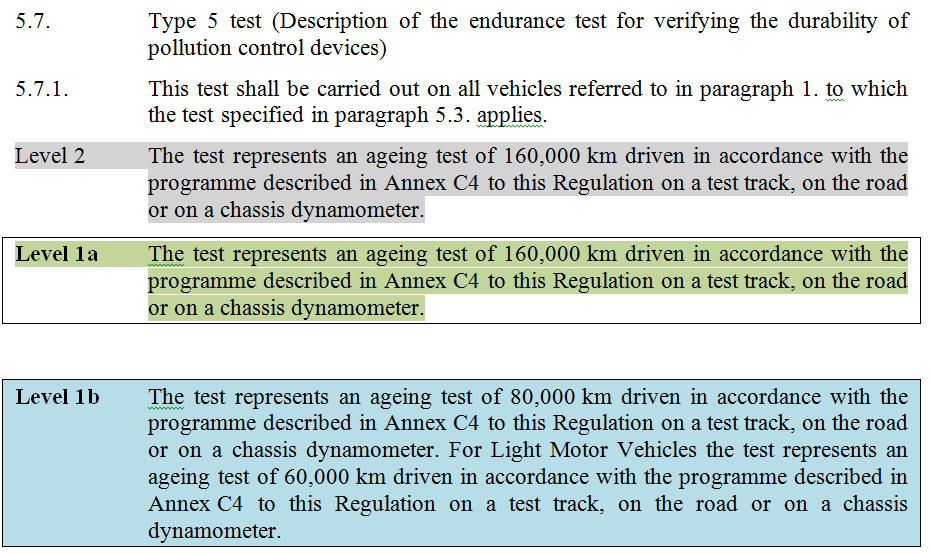 5.7. Type 5 test (Description of the endurance test for verifying the durability of
pollution control devices)
5.7.1. This test shall be carried out on all vehicles referred to in paragraph 1. to which
the test specified in paragraph 5.3. applies.
Level 2 The test represents an ageing test of 160,000 km driven in accordance with the
programme described in Annex C4 to this Regulation on a test track, on the road
or on a chassis dynamometer.
Level 1a The test represents an ageing test of 160,000 km driven in accordance with the
programme described in Annex C4 to this Regulation on a test track, on the road
or on a chassis dynamometer.
Level 1b The test represents an ageing test of 80,000 km driven in accordance with the
programme described in Annex C4 to this Regulation on a test track, on the road
or on a chassis dynamometer. For Light Motor Vehicles the test represents an
ageing test of 60,000 km driven in accordance with the programme described in
Annex C4 to this Regulation on a test track, on the road or on a chassis
dynamometer.